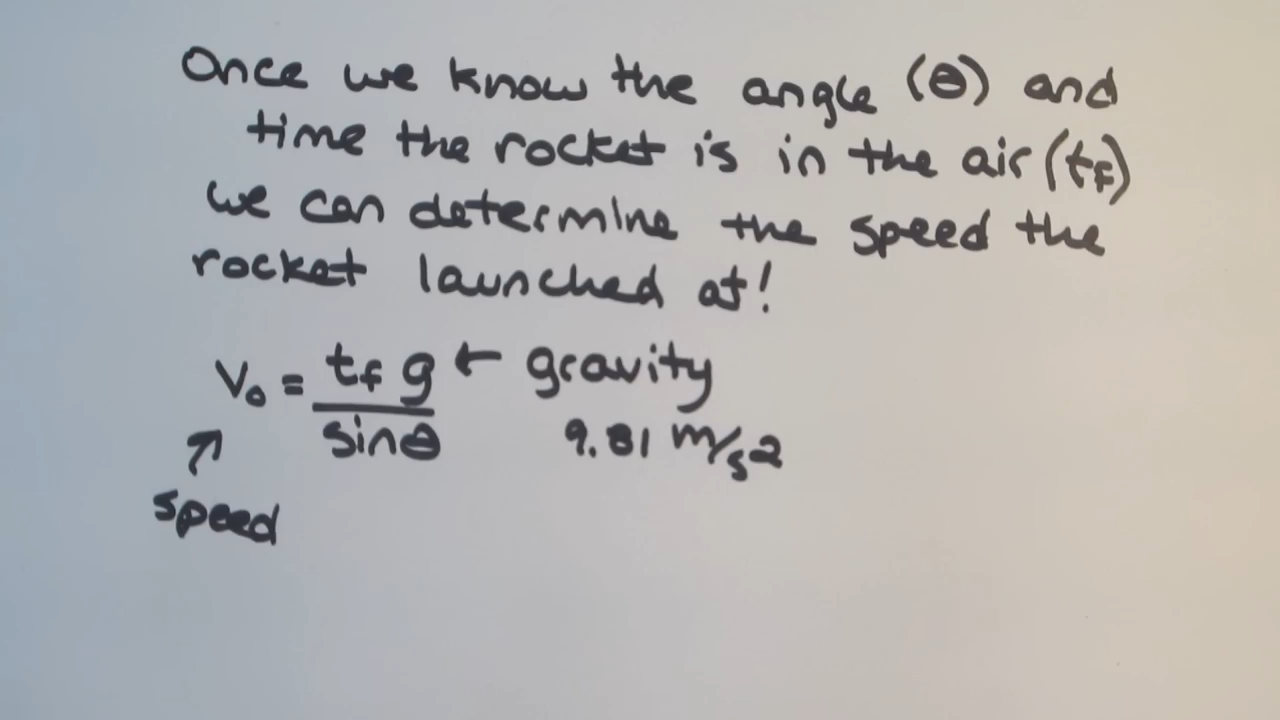 Once we know the angle (θ) and
time the rocket is in the air (tf)
we can determine the speed the
rocket launched at!
V₀ = tf g ← gravity
sinθ 9.81 m/s2
↗
speed